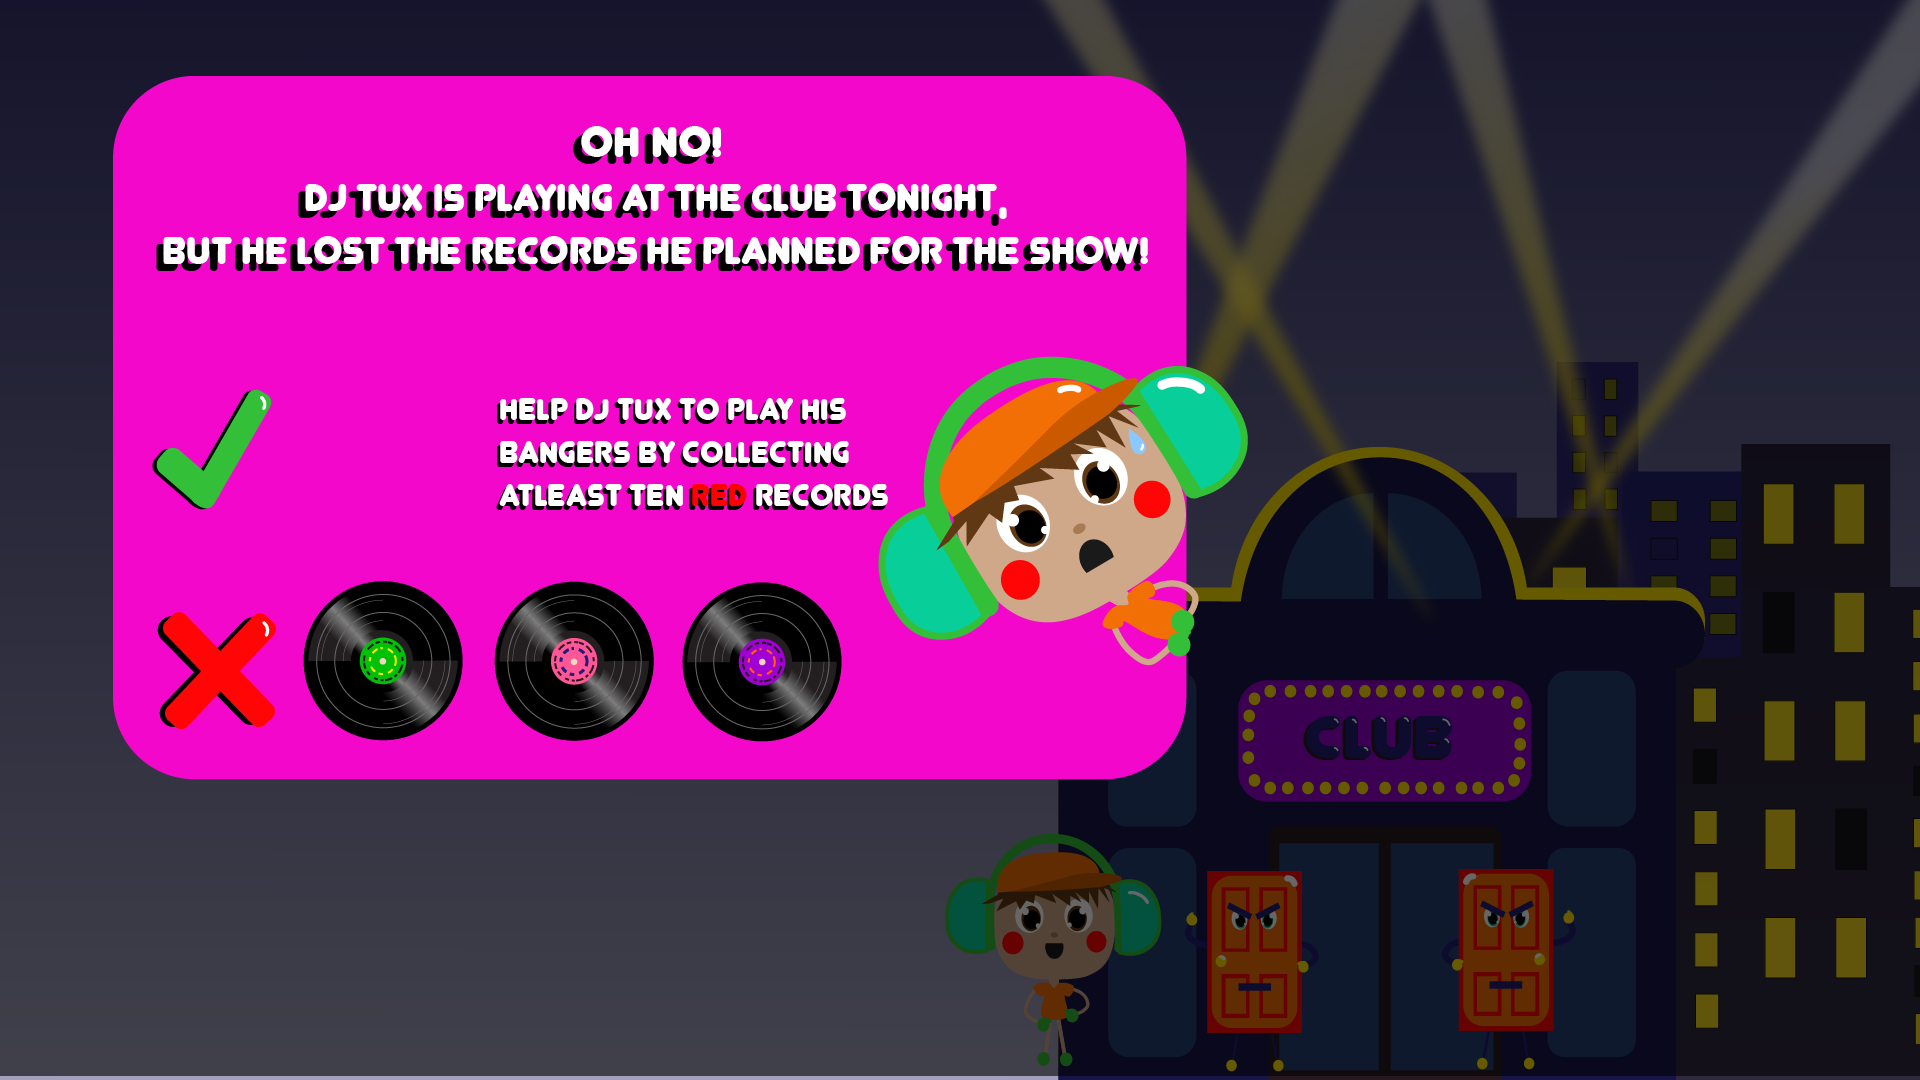 OH NO!
DJ TUX IS PLAYING AT THE CLUB TONIGHT,
BUT HE LOST THE RECORDS HE PLANNED FOR THE SHOW!
HELP DJ TUX TO PLAY HIS
BANGERS BY COLLECTING
ATLEAST TEN RED RECORDS
CLUB